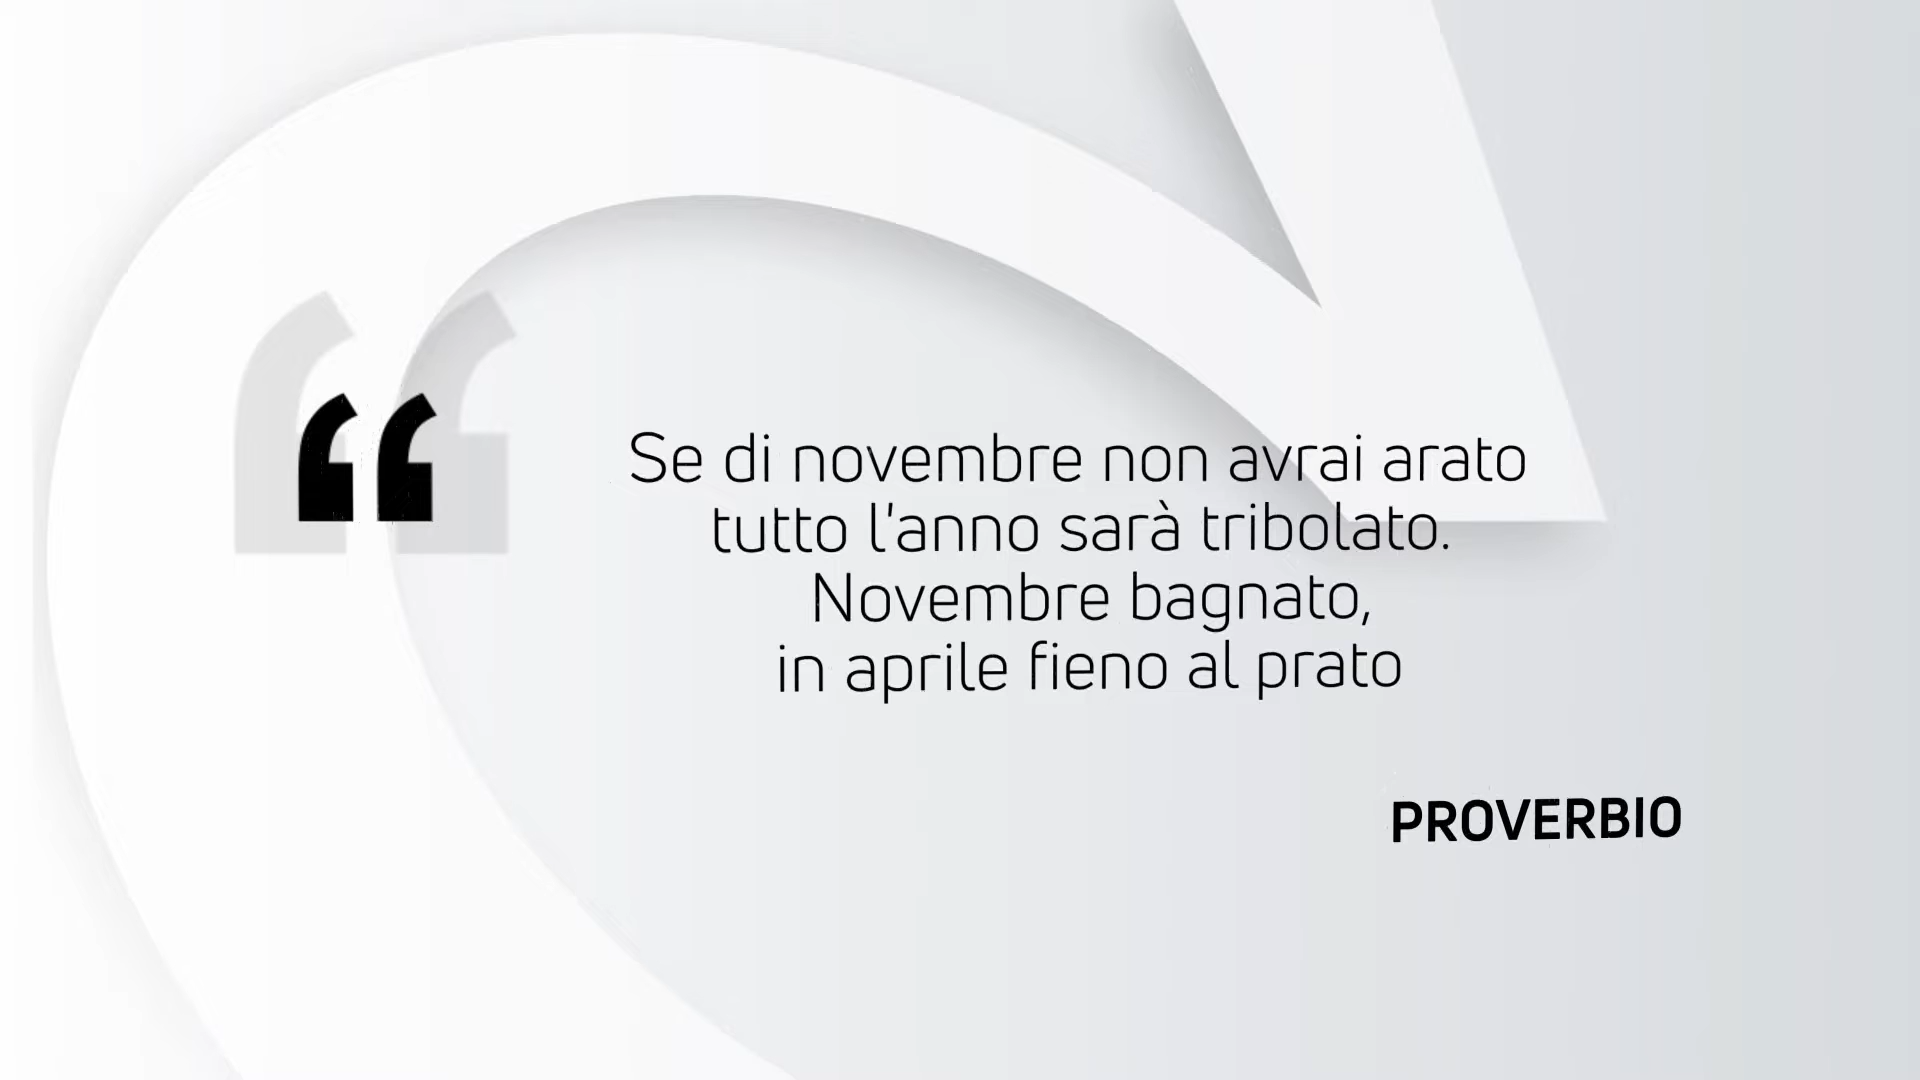 “
Se di novembre non avrai arato
tutto l'anno sarà tribolato.
Novembre bagnato,
in aprile fieno al prato
PROVERBIO